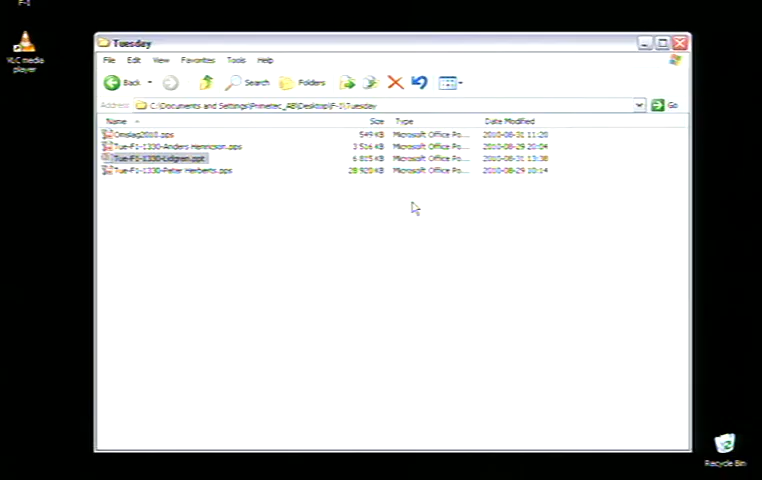 F-1
VLC media
player
Tuesday
File Edit View Favorites Tools Help
Back Search Folders
Address C:\Documents and Settings\Primetec_AB\Desktop\F-1\Tuesday Go
Name Size Type Date Modified
Omslag2010.pps 549 KB Microsoft Office Po... 2010-08-31 11:20
Tue-F1-1330-Anders Henricson.pps 3 516 KB Microsoft Office Po... 2010-08-29 20:04
Tue-F1-1330-Lidgren.ppt 6 815 KB Microsoft Office Po... 2010-08-31 13:38
Tue-F1-1330-Peter Herberts.pps 28 920 KB Microsoft Office Po... 2010-08-29 10:14
Recycle Bin